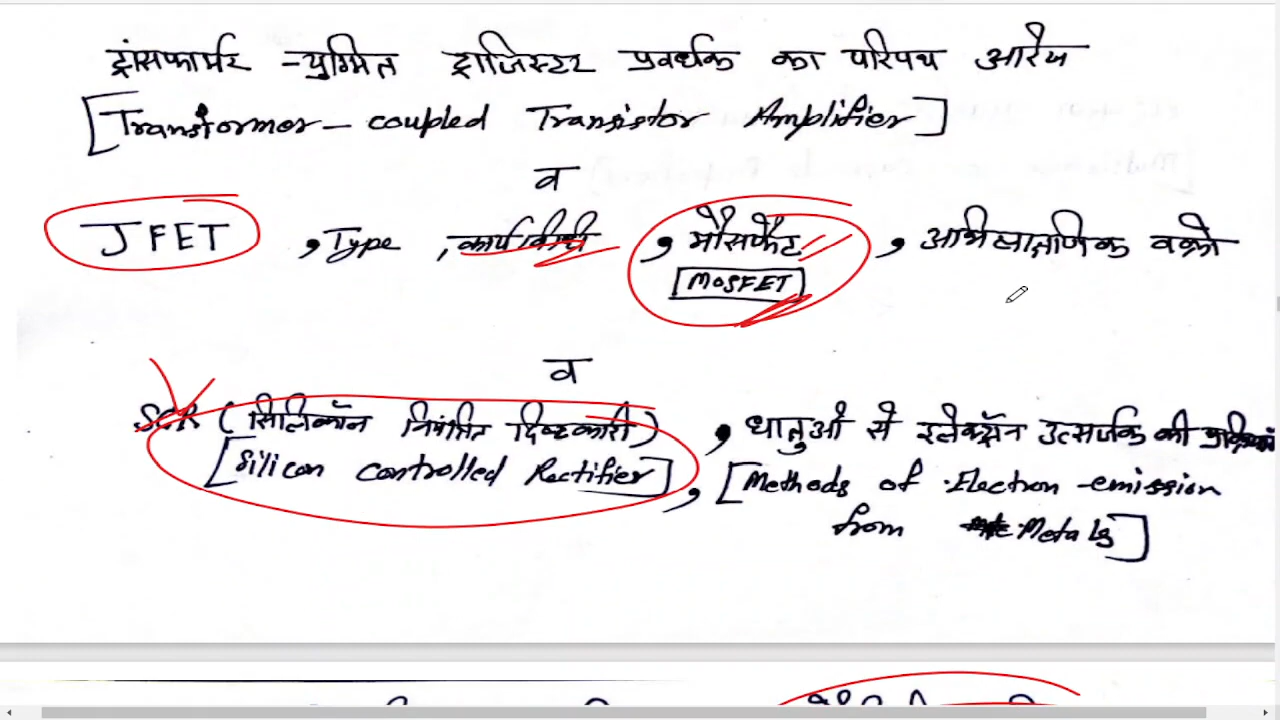 ट्रांसफार्मर -युग्मित ट्रांजिस्टर प्रवर्धक का परिपथ आरेख
[Transformer - coupled Transistor Amplifier]
व
JFET , Type , कार्यविधी , मौसफैट , अभिलाक्षणिक वक्रो
[MOSFET]
व
SCR (सिलिकॉन नियंत्रित दिष्टकारी) , धातुओ से इलेक्ट्रॉन उत्सर्जक की
[Silicon controlled Rectifier] , [Methods of Electron -emission
from Metals]